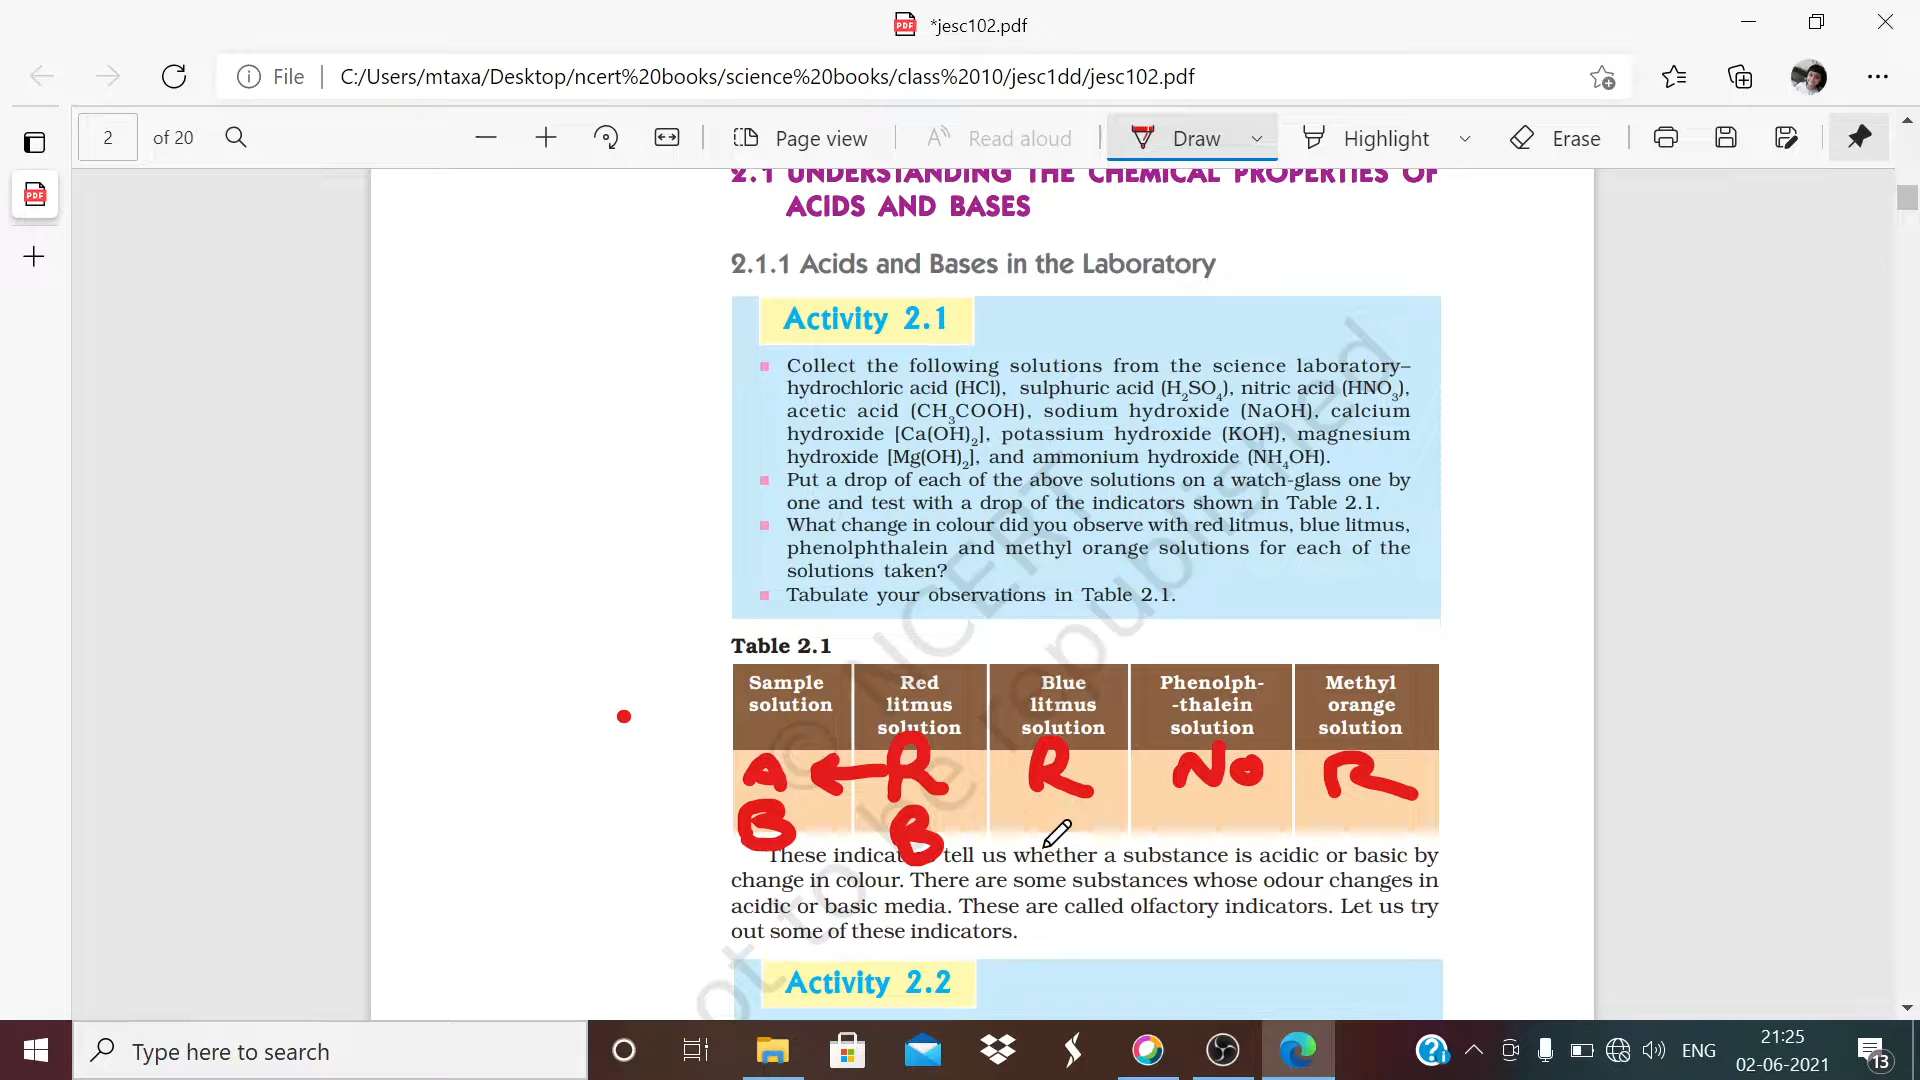 *jesc102.pdf
File
C:/Users/mtaxa/Desktop/ncert%20books/science%20books/class%2010/jesc1dd/jesc102.pdf
2 of 20
Page view
Read aloud
Draw
Highlight
Erase
2.1 UNDERSTANDING THE CHEMICAL PROPERTIES OF
ACIDS AND BASES
2.1.1 Acids and Bases in the Laboratory
Activity 2.1
Collect the following solutions from the science laboratory–
hydrochloric acid (HCl), sulphuric acid (H₂SO₄), nitric acid (HNO₃),
acetic acid (CH₃COOH), sodium hydroxide (NaOH), calcium
hydroxide [Ca(OH)₂], potassium hydroxide (KOH), magnesium
hydroxide [Mg(OH)₂], and ammonium hydroxide (NH₄OH).
Put a drop of each of the above solutions on a watch-glass one by
one and test with a drop of the indicators shown in Table 2.1.
What change in colour did you observe with red litmus, blue litmus,
phenolphthalein and methyl orange solutions for each of the
solutions taken?
Tabulate your observations in Table 2.1.
© NCERT
not to be republished
Table 2.1
Sample Red Blue Phenolph- Methyl
solution litmus litmus -thalein orange
solution solution solution solution
A R R NO R
B B
These indicat tell us whether a substance is acidic or basic by
change in colour. There are some substances whose odour changes in
acidic or basic media. These are called olfactory indicators. Let us try
out some of these indicators.
Activity 2.2
Type here to search
ENG
21:25
02-06-2021
13